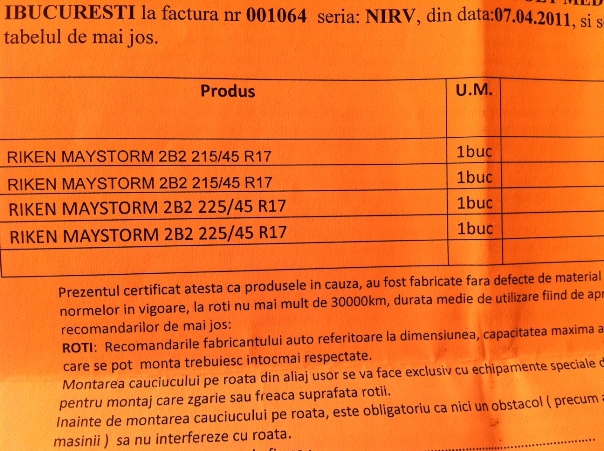 IBUCURESTI la factura nr 001064 seria: NIRV, din data:07.04.2011, si
tabelul de mai jos.
Produs U.M.
RIKEN MAYSTORM 2B2 215/45 R17 1buc
RIKEN MAYSTORM 2B2 215/45 R17 1buc
RIKEN MAYSTORM 2B2 225/45 R17 1buc
RIKEN MAYSTORM 2B2 225/45 R17 1buc
Prezentul certificat atesta ca produsele in cauza, au fost fabricate fara defecte de material
normelor in vigoare, la roti nu mai mult de 30000km, durata medie de utilizare fiind de
recomandarilor de mai jos:
ROTI: Recomandarile fabricantului auto referitoare la dimensiunea, capacitatea maxima
care se pot monta trebuiesc intocmai respectate.
Montarea cauciucului pe roata din aliaj usor se va face exclusiv cu echipamente speciale
pentru montaj care zgarie sau freaca suprafata rotii.
Inainte de montarea cauciucului pe roata, este obligatoriu ca nici un obstacol ( precum
masinii ) sa nu interfereze cu roata.